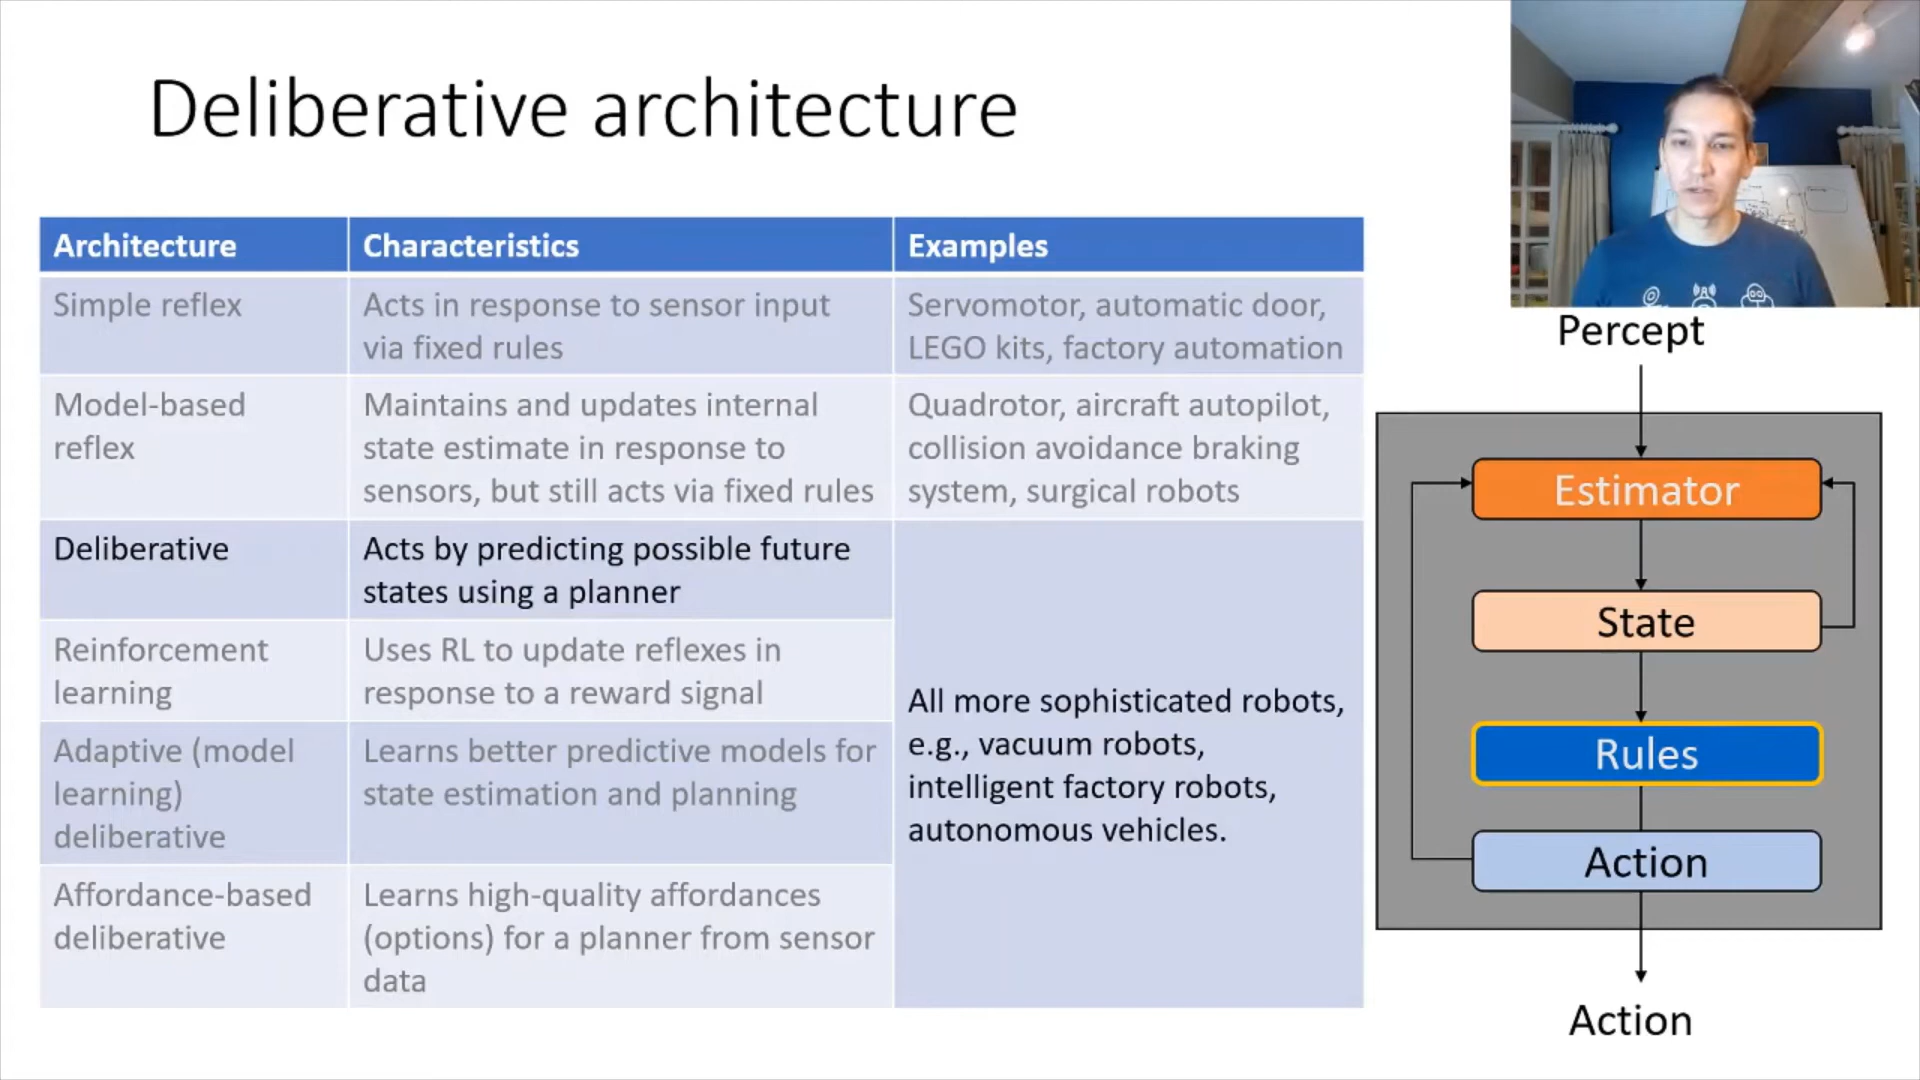 Deliberative architecture
Architecture
Characteristics
Examples
Simple reflex
Acts in response to sensor input
via fixed rules
Servomotor, automatic door,
LEGO kits, factory automation
Model-based
reflex
Maintains and updates internal
state estimate in response to
sensors, but still acts via fixed rules
Quadrotor, aircraft autopilot,
collision avoidance braking
system, surgical robots
Deliberative
Acts by predicting possible future
states using a planner
Reinforcement
learning
Uses RL to update reflexes in
response to a reward signal
Adaptive (model
learning)
deliberative
Learns better predictive models for
state estimation and planning
Affordance-based
deliberative
Learns high-quality affordances
(options) for a planner from sensor
data
All more sophisticated robots,
e.g., vacuum robots,
intelligent factory robots,
autonomous vehicles.
Percept
Estimator
State
Rules
Action
Action